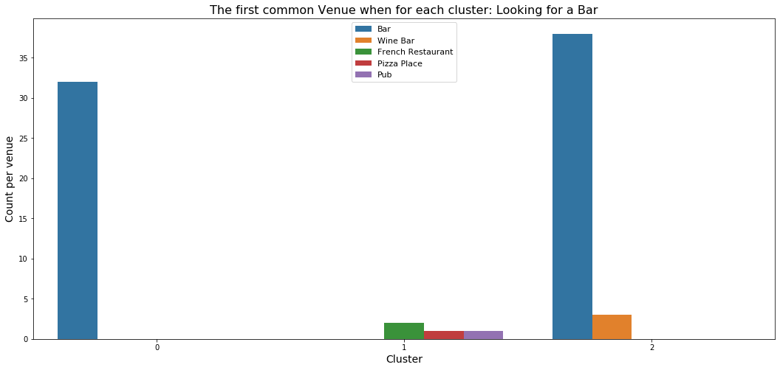 The first common Venue when for each cluster: Looking for a Bar
Bar
Wine Bar
French Restaurant
Pizza Place
Pub
Count per venue
35
30
25
20
15
10
5
0
0
1
2
Cluster